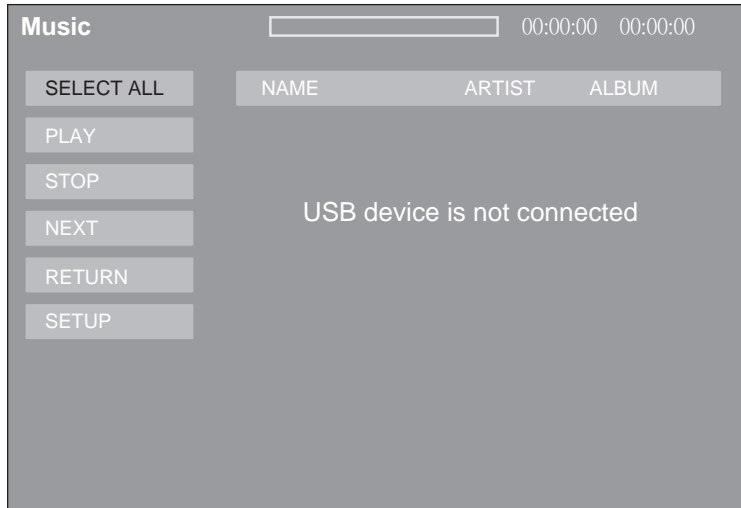 Music 00:00:00 00:00:00
SELECT ALL
NAME ARTIST ALBUM
PLAY
STOP
USB device is not connected
NEXT
RETURN
SETUP